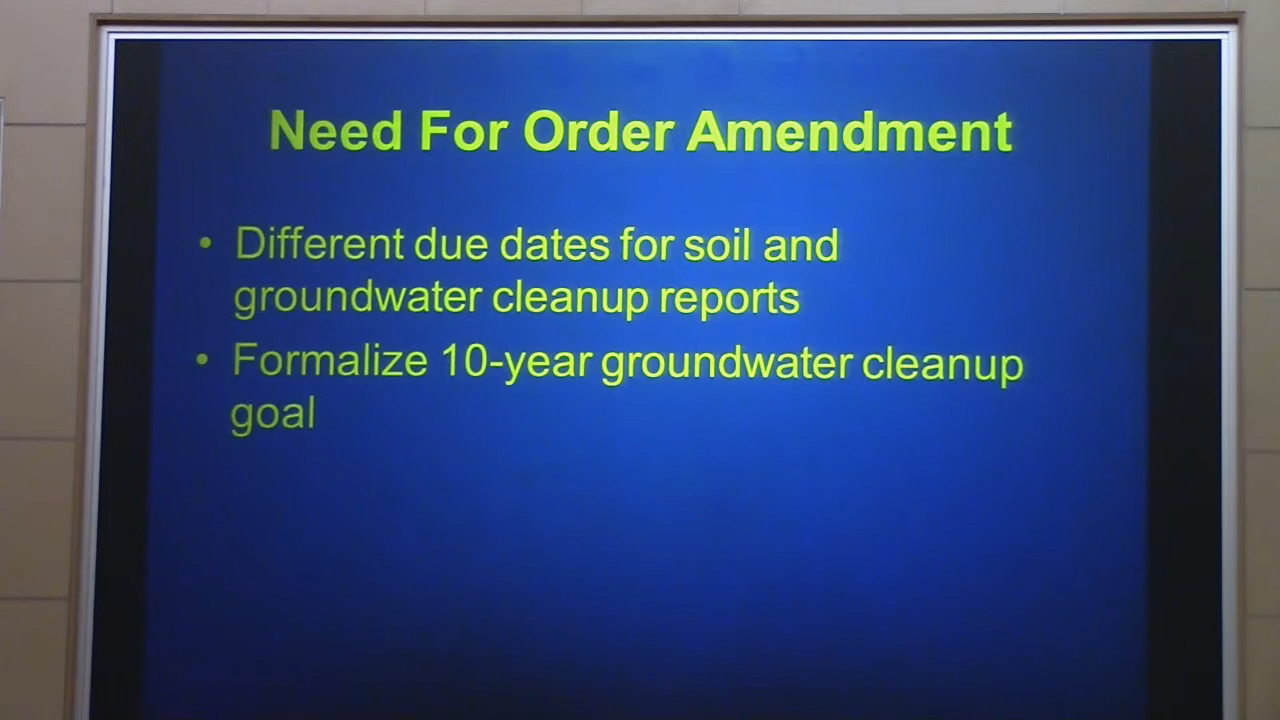 Need For Order Amendment
• Different due dates for soil and
groundwater cleanup reports
• Formalize 10-year groundwater cleanup
goal